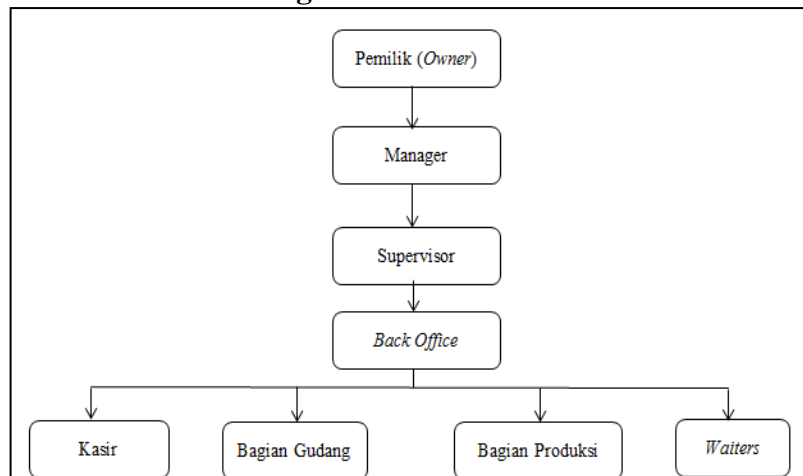 Pemilik (Owner)
Manager
Supervisor
Back Office
Kasir
Bagian Gudang
Bagian Produksi
Waiters